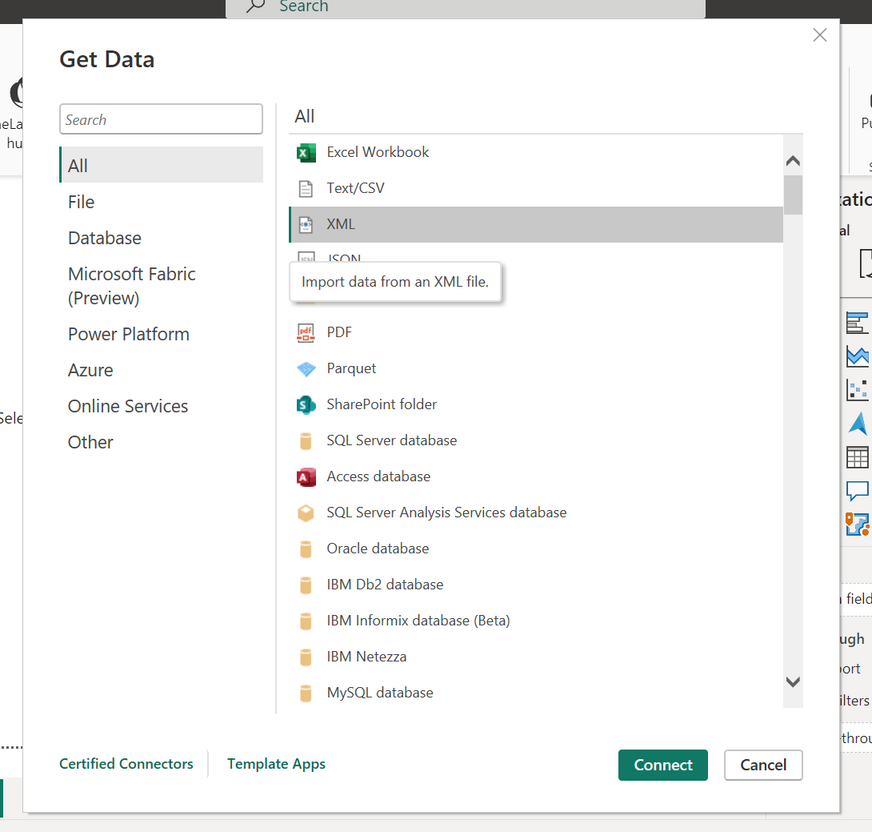 Search
Get Data
Search
All
File
Database
Microsoft Fabric
(Preview)
Power Platform
Azure
Online Services
Other
All
Excel Workbook
Text/CSV
XML
JSON
Import data from an XML file.
PDF
Parquet
SharePoint folder
SQL Server database
Access database
SQL Server Analysis Services database
Oracle database
IBM Db2 database
IBM Informix database (Beta)
IBM Netezza
MySQL database
Certified Connectors
Template Apps
Connect
Cancel